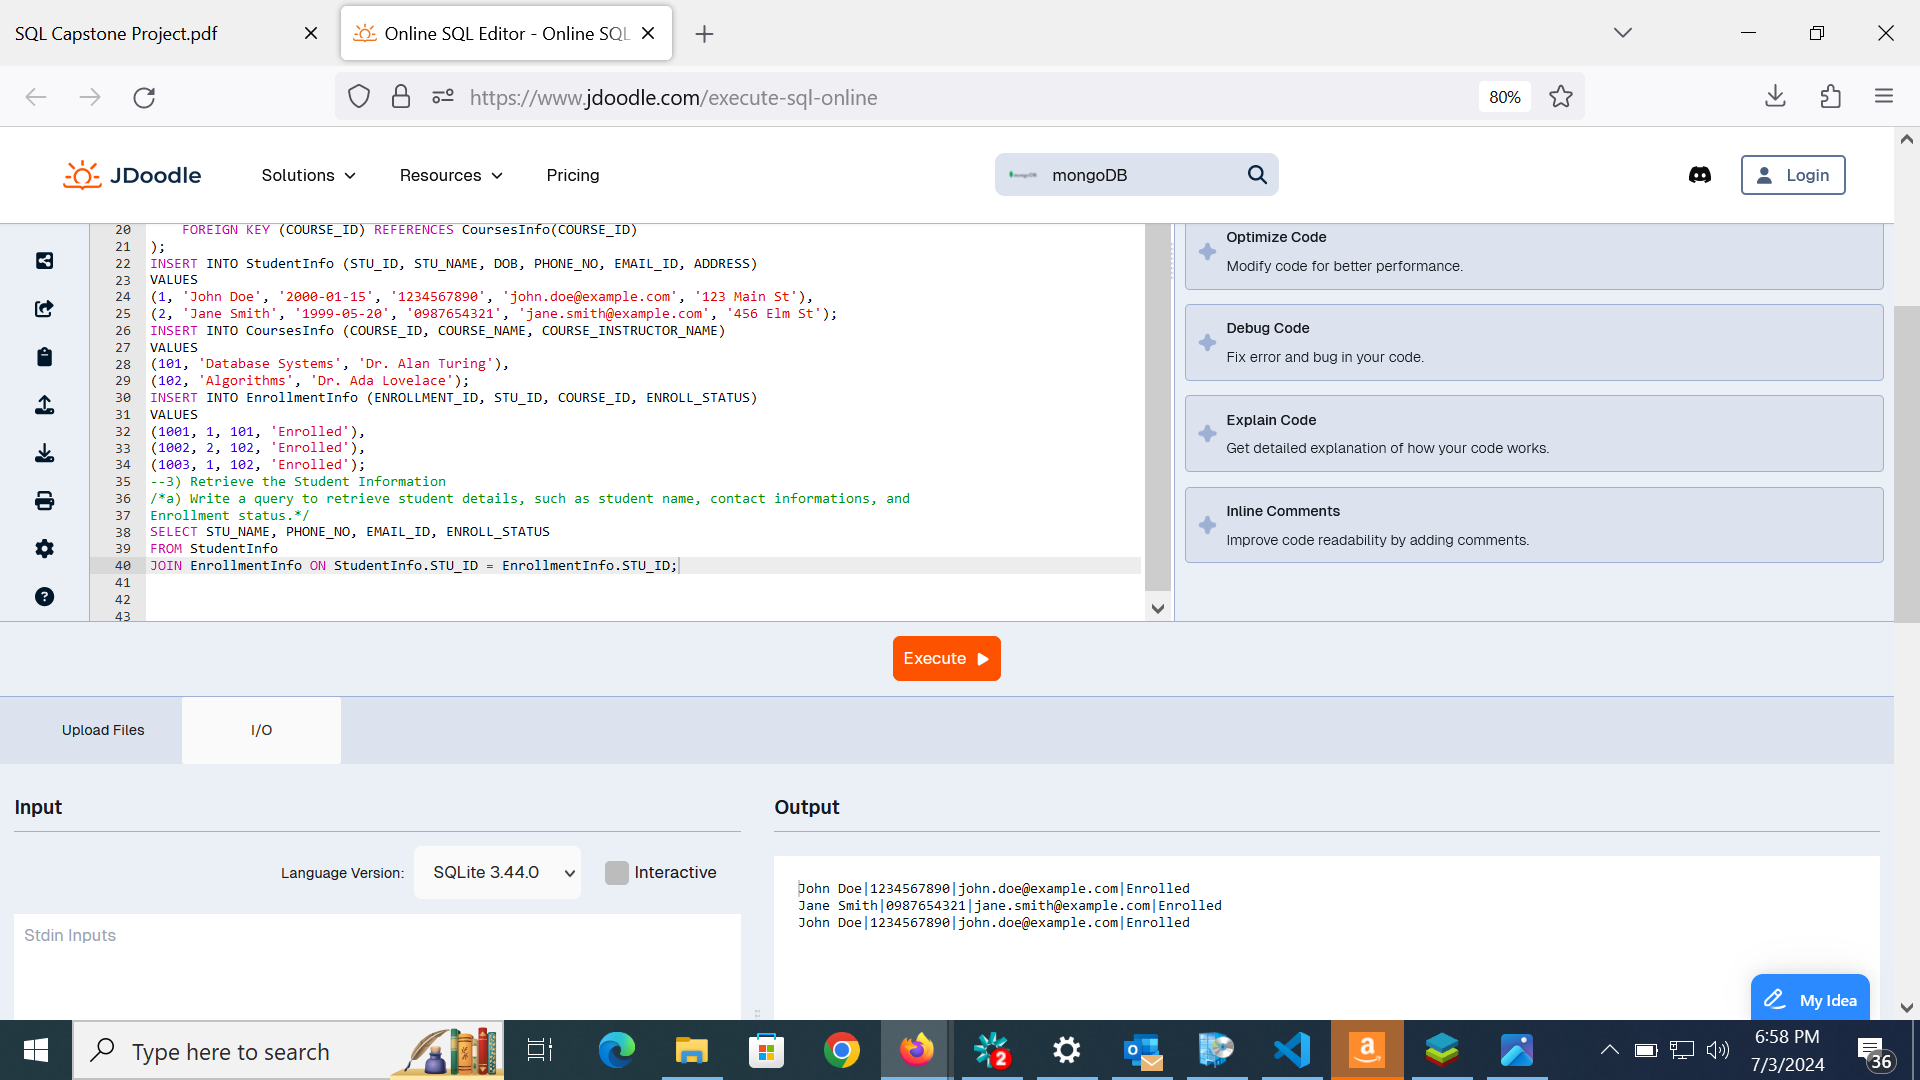 SQL Capstone Project.pdf
Online SQL Editor - Online SQL
https://www.jdoodle.com/execute-sql-online
80%
JDoodle
Solutions
Resources
Pricing
mongoDB
mongoDB
Login
20 FOREIGN KEY (COURSE_ID) REFERENCES CoursesInfo(COURSE_ID)
21 );
22 INSERT INTO StudentInfo (STU_ID, STU_NAME, DOB, PHONE_NO, EMAIL_ID, ADDRESS)
23 VALUES
24 (1, 'John Doe', '2000-01-15', '1234567890', 'john.doe@example.com', '123 Main St'),
25 (2, 'Jane Smith', '1999-05-20', '0987654321', 'jane.smith@example.com', '456 Elm St');
26 INSERT INTO CoursesInfo (COURSE_ID, COURSE_NAME, COURSE_INSTRUCTOR_NAME)
27 VALUES
28 (101, 'Database Systems', 'Dr. Alan Turing'),
29 (102, 'Algorithms', 'Dr. Ada Lovelace');
30 INSERT INTO EnrollmentInfo (ENROLLMENT_ID, STU_ID, COURSE_ID, ENROLL_STATUS)
31 VALUES
32 (1001, 1, 101, 'Enrolled'),
33 (1002, 2, 102, 'Enrolled'),
34 (1003, 1, 102, 'Enrolled');
35 --3) Retrieve the Student Information
36 /*a) Write a query to retrieve student details, such as student name, contact informations, and
37 Enrollment status.*/
38 SELECT STU_NAME, PHONE_NO, EMAIL_ID, ENROLL_STATUS
39 FROM StudentInfo
40 JOIN EnrollmentInfo ON StudentInfo.STU_ID = EnrollmentInfo.STU_ID;
41
42
43
Optimize Code
Modify code for better performance.
Debug Code
Fix error and bug in your code.
Explain Code
Get detailed explanation of how your code works.
Inline Comments
Improve code readability by adding comments.
Execute
Upload Files
I/O
Input
Language Version:
SQLite 3.44.0
Interactive
Stdin Inputs
Output
John Doe|1234567890|john.doe@example.com|Enrolled
Jane Smith|0987654321|jane.smith@example.com|Enrolled
John Doe|1234567890|john.doe@example.com|Enrolled
My Idea
Type here to search
2
6:58 PM
7/3/2024
36